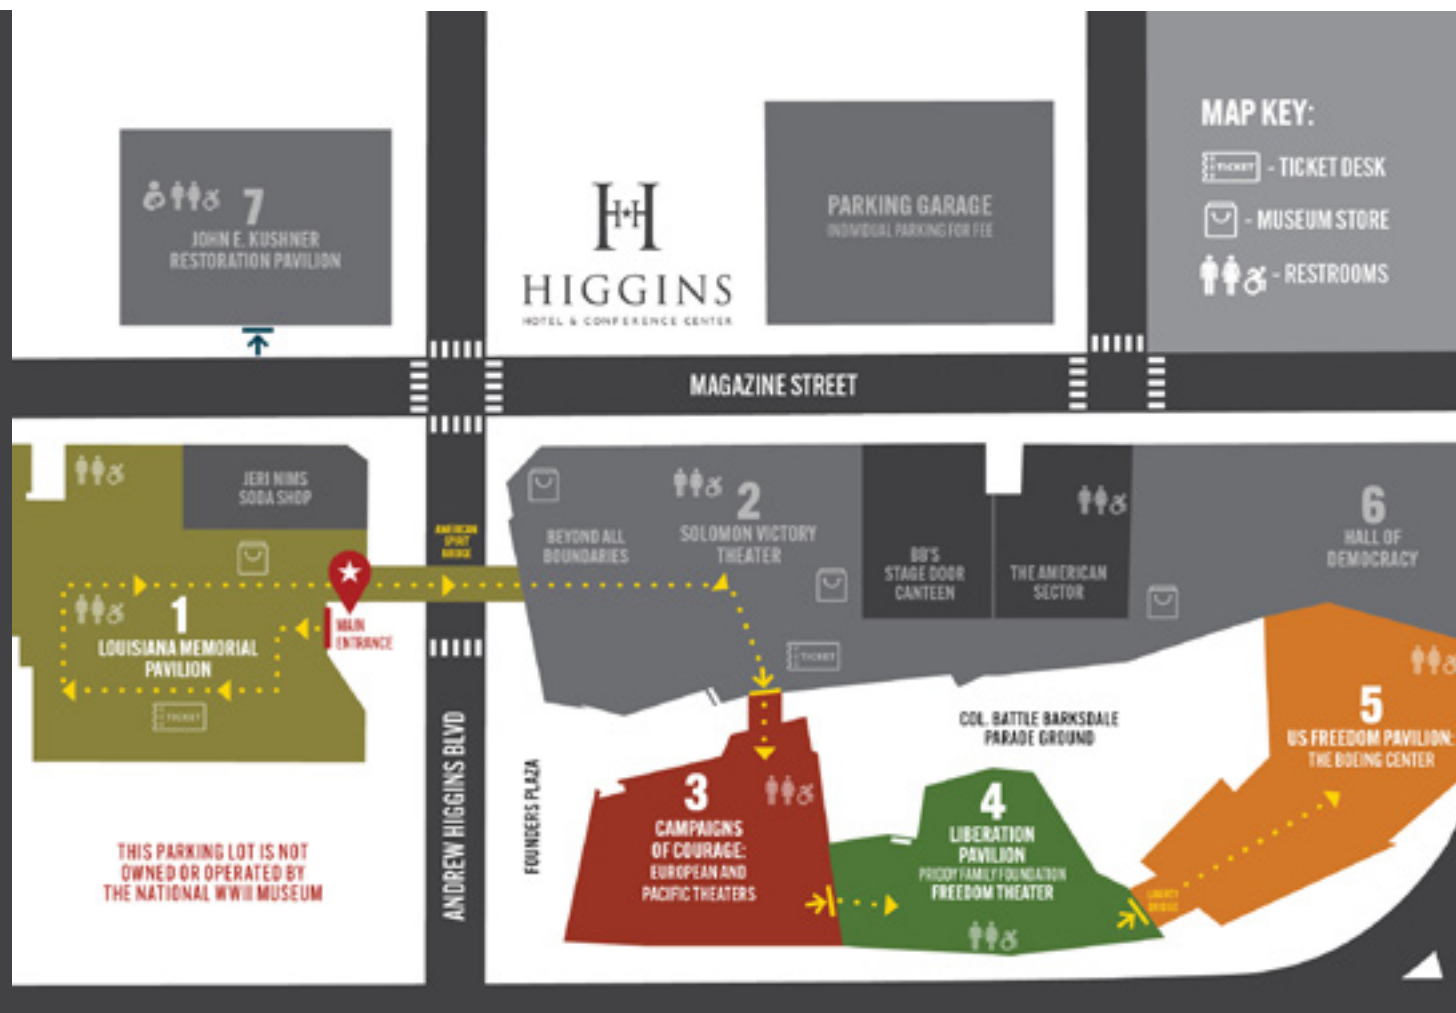 MAP KEY:
TICKET - TICKET DESK
- MUSEUM STORE
- RESTROOMS
7
JOHN E. KUSHNER
RESTORATION PAVILION
H★H
HIGGINS
HOTEL & CONFERENCE CENTER
PARKING GARAGE
INDIVIDUAL PARKING FOR FEE
MAGAZINE STREET
JERI NIMS
SODA SHOP
AMERICAN
SPIRIT
BRIDGE
1
LOUISIANA MEMORIAL
PAVILION
MAIN
ENTRANCE
TICKET
BEYOND ALL
BOUNDARIES
2
SOLOMON VICTORY
THEATER
BB'S
STAGE DOOR
CANTEEN
THE AMERICAN
SECTOR
6
HALL OF
DEMOCRACY
TICKET
COL. BATTLE BARKSDALE
PARADE GROUND
5
US FREEDOM PAVILION:
THE BOEING CENTER
ANDREW HIGGINS BLVD
FOUNDERS PLAZA
3
CAMPAIGNS
OF COURAGE:
EUROPEAN AND
PACIFIC THEATERS
4
LIBERATION
PAVILION
PRIDDY FAMILY FOUNDATION
FREEDOM THEATER
LIBERTY
BRIDGE
THIS PARKING LOT IS NOT
OWNED OR OPERATED BY
THE NATIONAL WWII MUSEUM